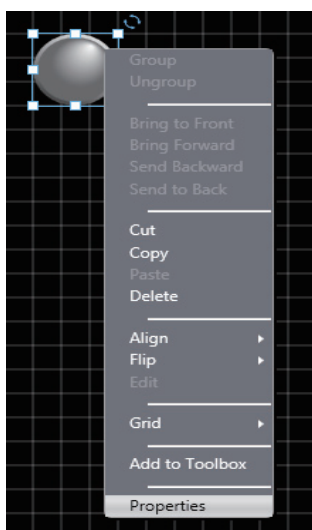 Group
Ungroup
Bring to Front
Bring Forward
Send Backward
Send to Back
Cut
Copy
Paste
Delete
Align
Flip
Edit
Grid
Add to Toolbox
Properties